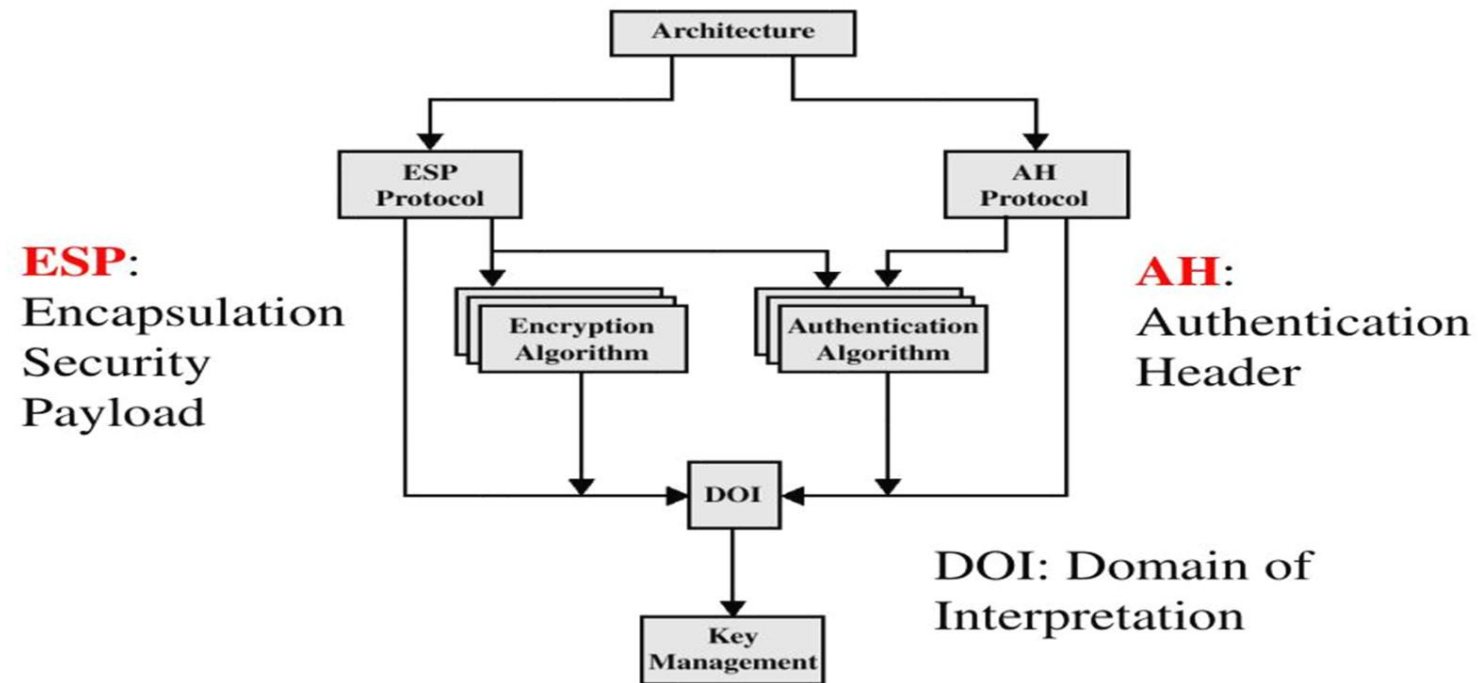 Architecture
ESP
Protocol
AH
Protocol
ESP:
Encapsulation
Security
Payload
AH:
Authentication
Header
Encryption
Algorithm
Authentication
Algorithm
DOI
DOI: Domain of
Interpretation
Key
Management